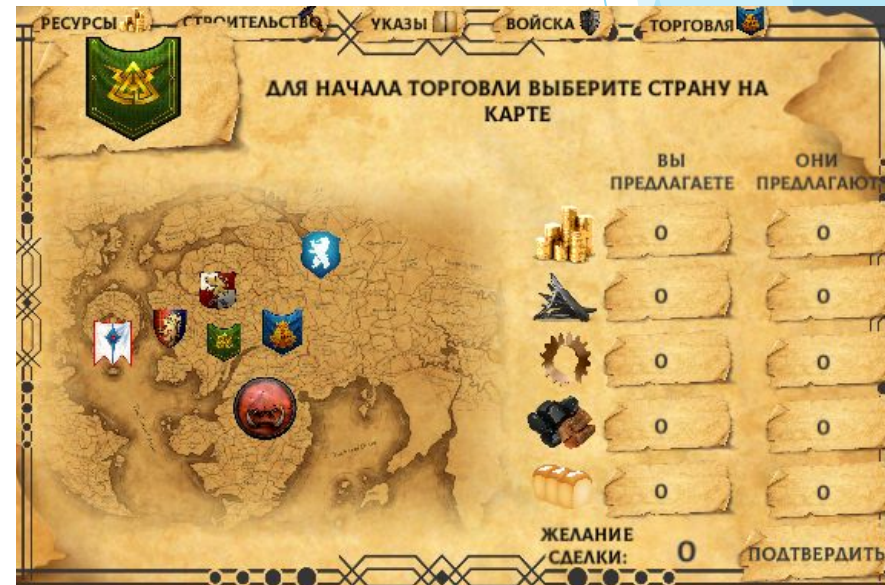 РЕСУРСЫ СТРОИТЕЛЬСТВО УКАЗЫ ВОЙСКА ТОРГОВЛЯ
ДЛЯ НАЧАЛА ТОРГОВЛИ ВЫБЕРИТЕ СТРАНУ НА
КАРТЕ
ВЫ ОНИ
ПРЕДЛАГАЕТЕ ПРЕДЛАГАЮТ
0 0
0 0
0 0
0 0
0 0
ЖЕЛАНИЕ
СДЕЛКИ: 0 ПОДТВЕРДИТЬ